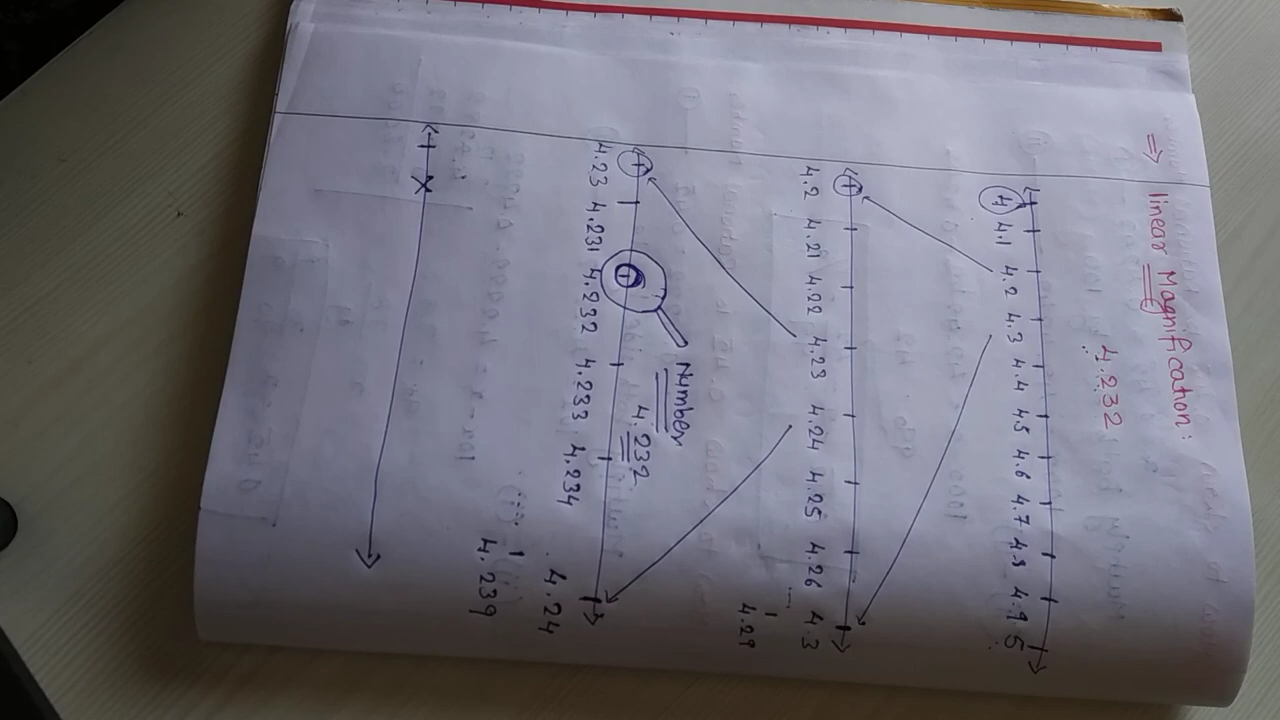 ⇒ linear Magnification:
4.232
4 4.1 4.2 4.3 4.4 4.5 4.6 4.7 4.8 4.9 5
4.2 4.21 4.22 4.23 4.24 4.25 4.26 .... 4.3
4.29
Number
4.232
4.23 4.231 4.232 4.233 4.234 . 4.24
4.239